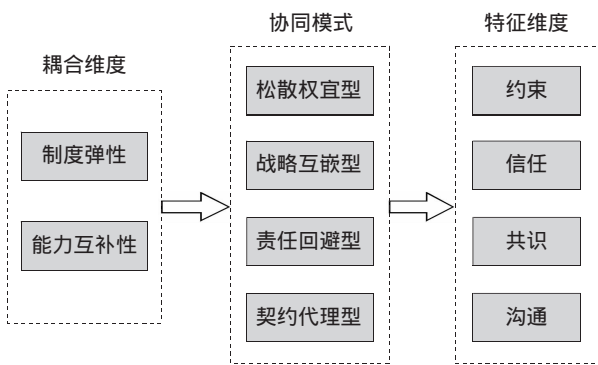 耦合维度
制度弹性
能力互补性
协同模式
松散权宜型
战略互嵌型
责任回避型
契约代理型
特征维度
约束
信任
共识
沟通